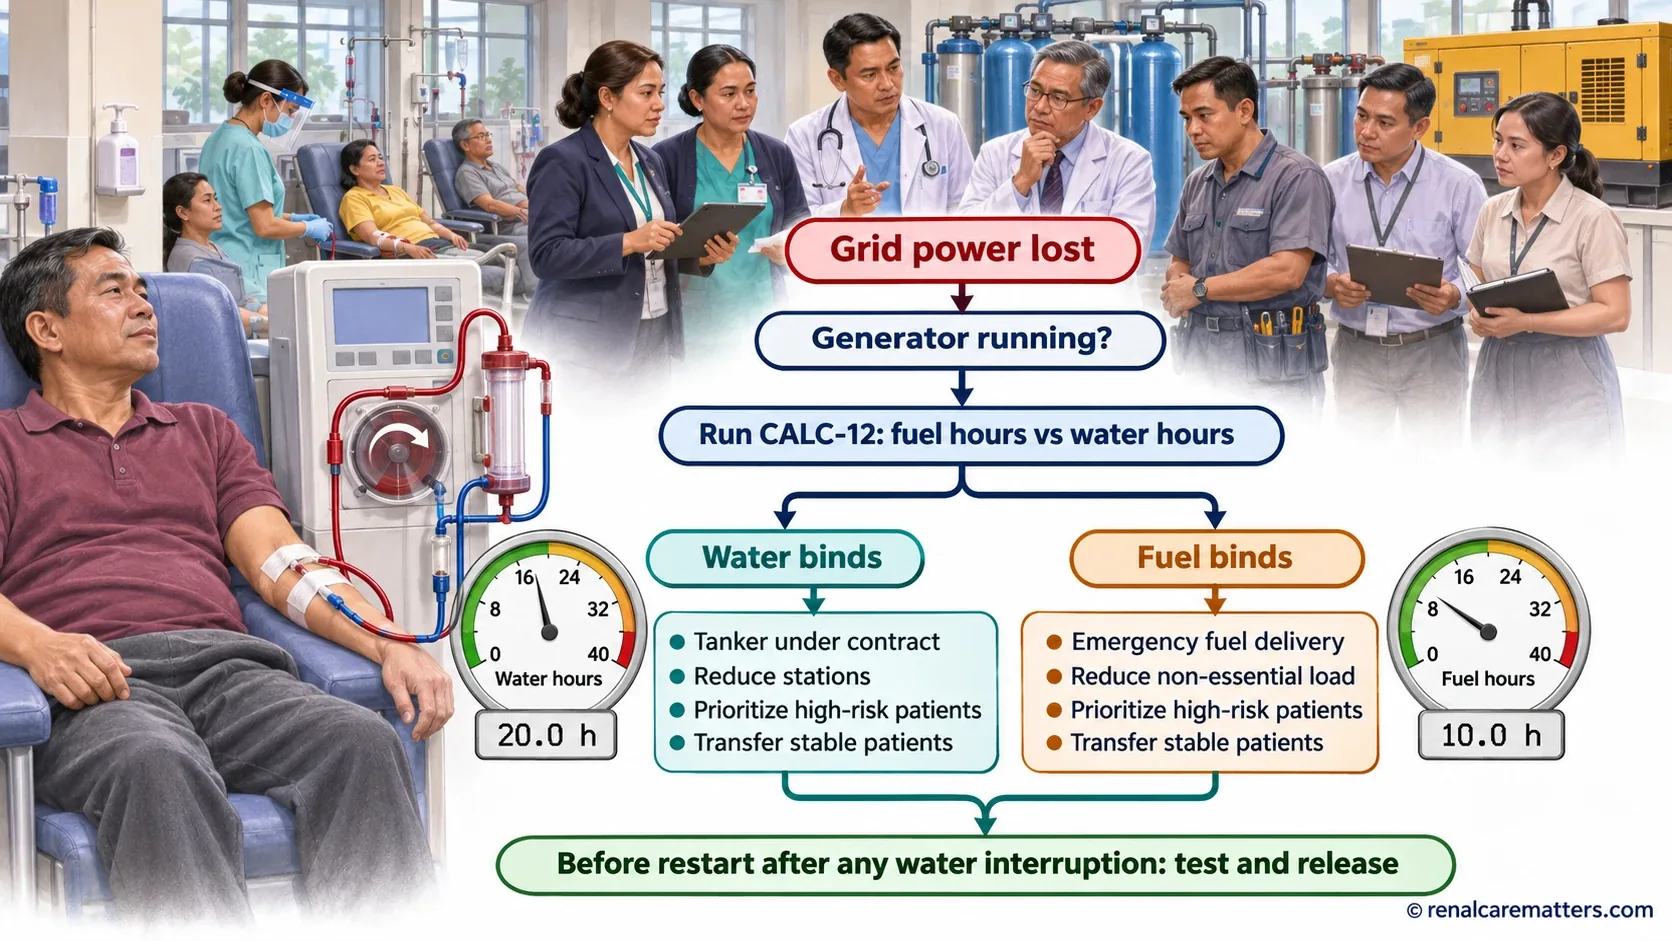 Grid power lost
Generator running?
Run CALC-12: fuel hours vs water hours
Water binds
Tanker under contract
Reduce stations
Prioritize high-risk patients
Transfer stable patients
Fuel binds
Emergency fuel delivery
Reduce non-essential load
Prioritize high-risk patients
Transfer stable patients
0
8
16
24
32
40
Water hours
20.0 h
0
8
16
24
32
40
Fuel hours
10.0 h
Before restart after any water interruption: test and release
© renalcarematters.com